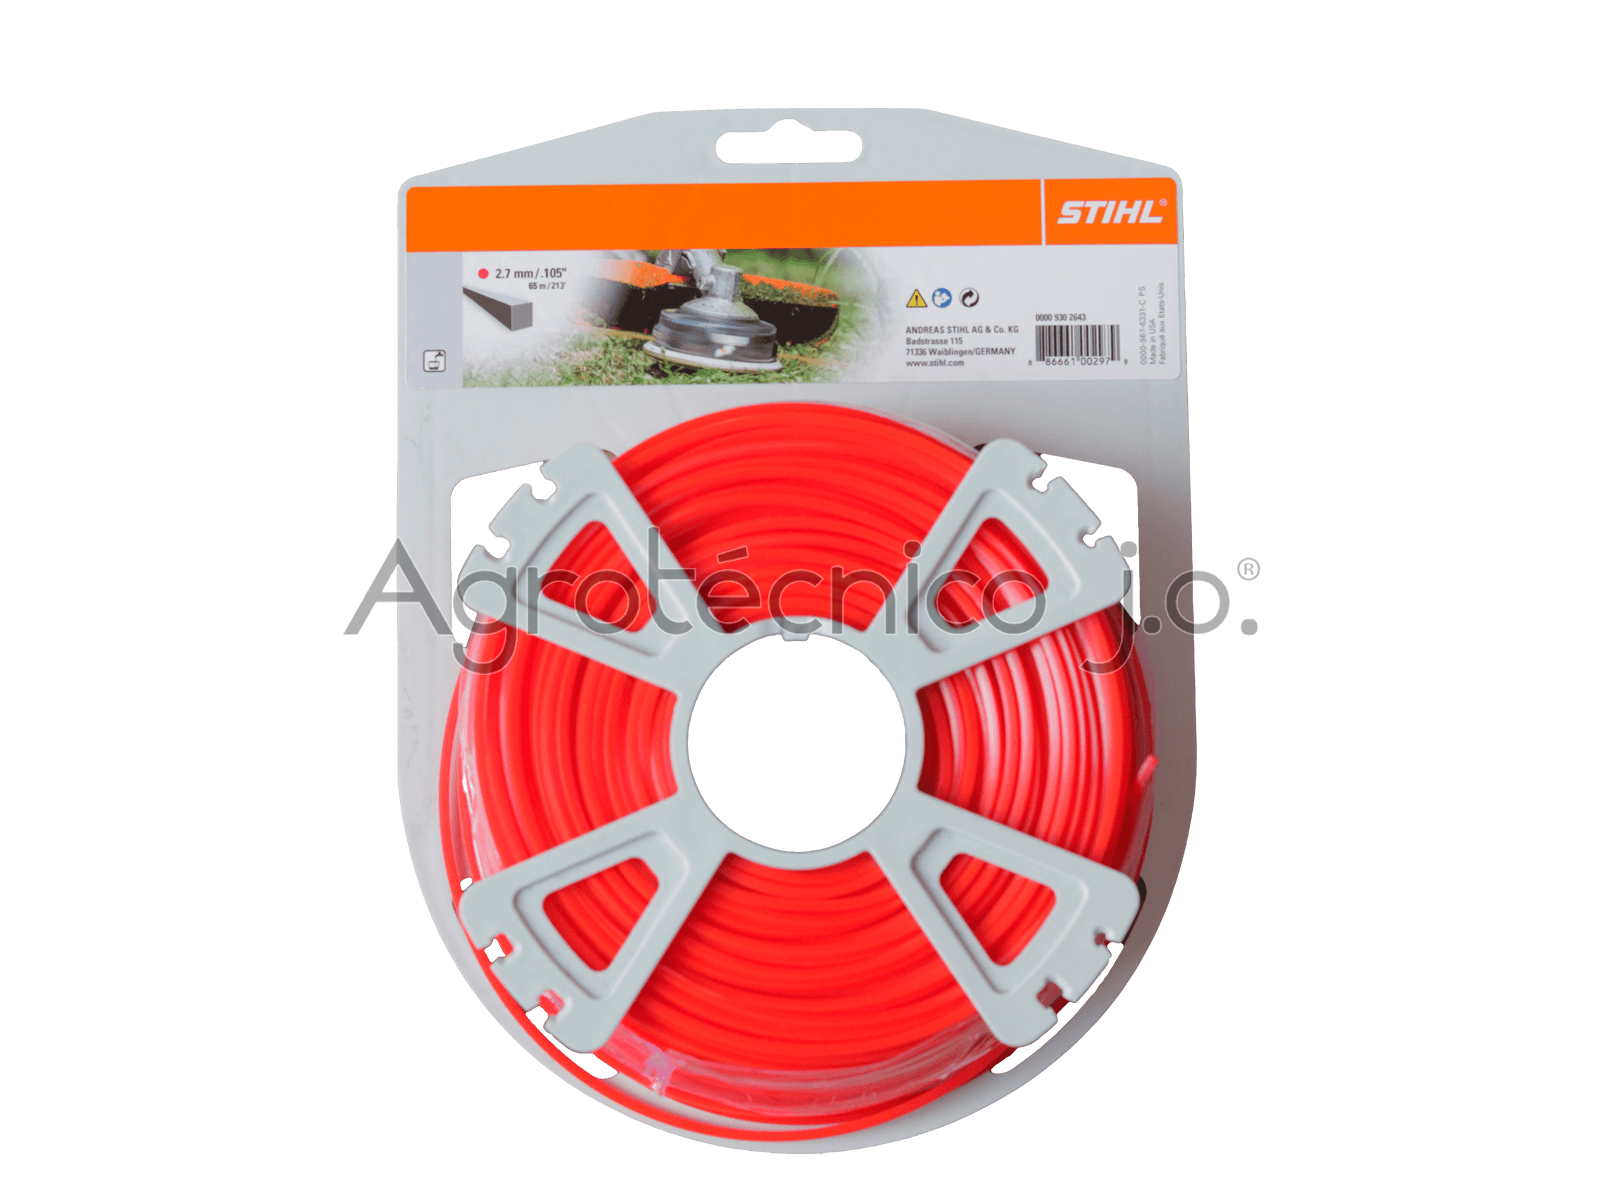 STIHL®
2.7 mm/.105"
65 m/213'
ANDREAS STIHL AG & Co. KG
Badstrasse 115
71336 Waiblingen/GERMANY
www.stihl.com
0000 930 2643
8 86661 00297 9
0000-967-6331-C PS
Made in USA
Fabriqué aux Etats-Unis
Agrotécnico j.o.®